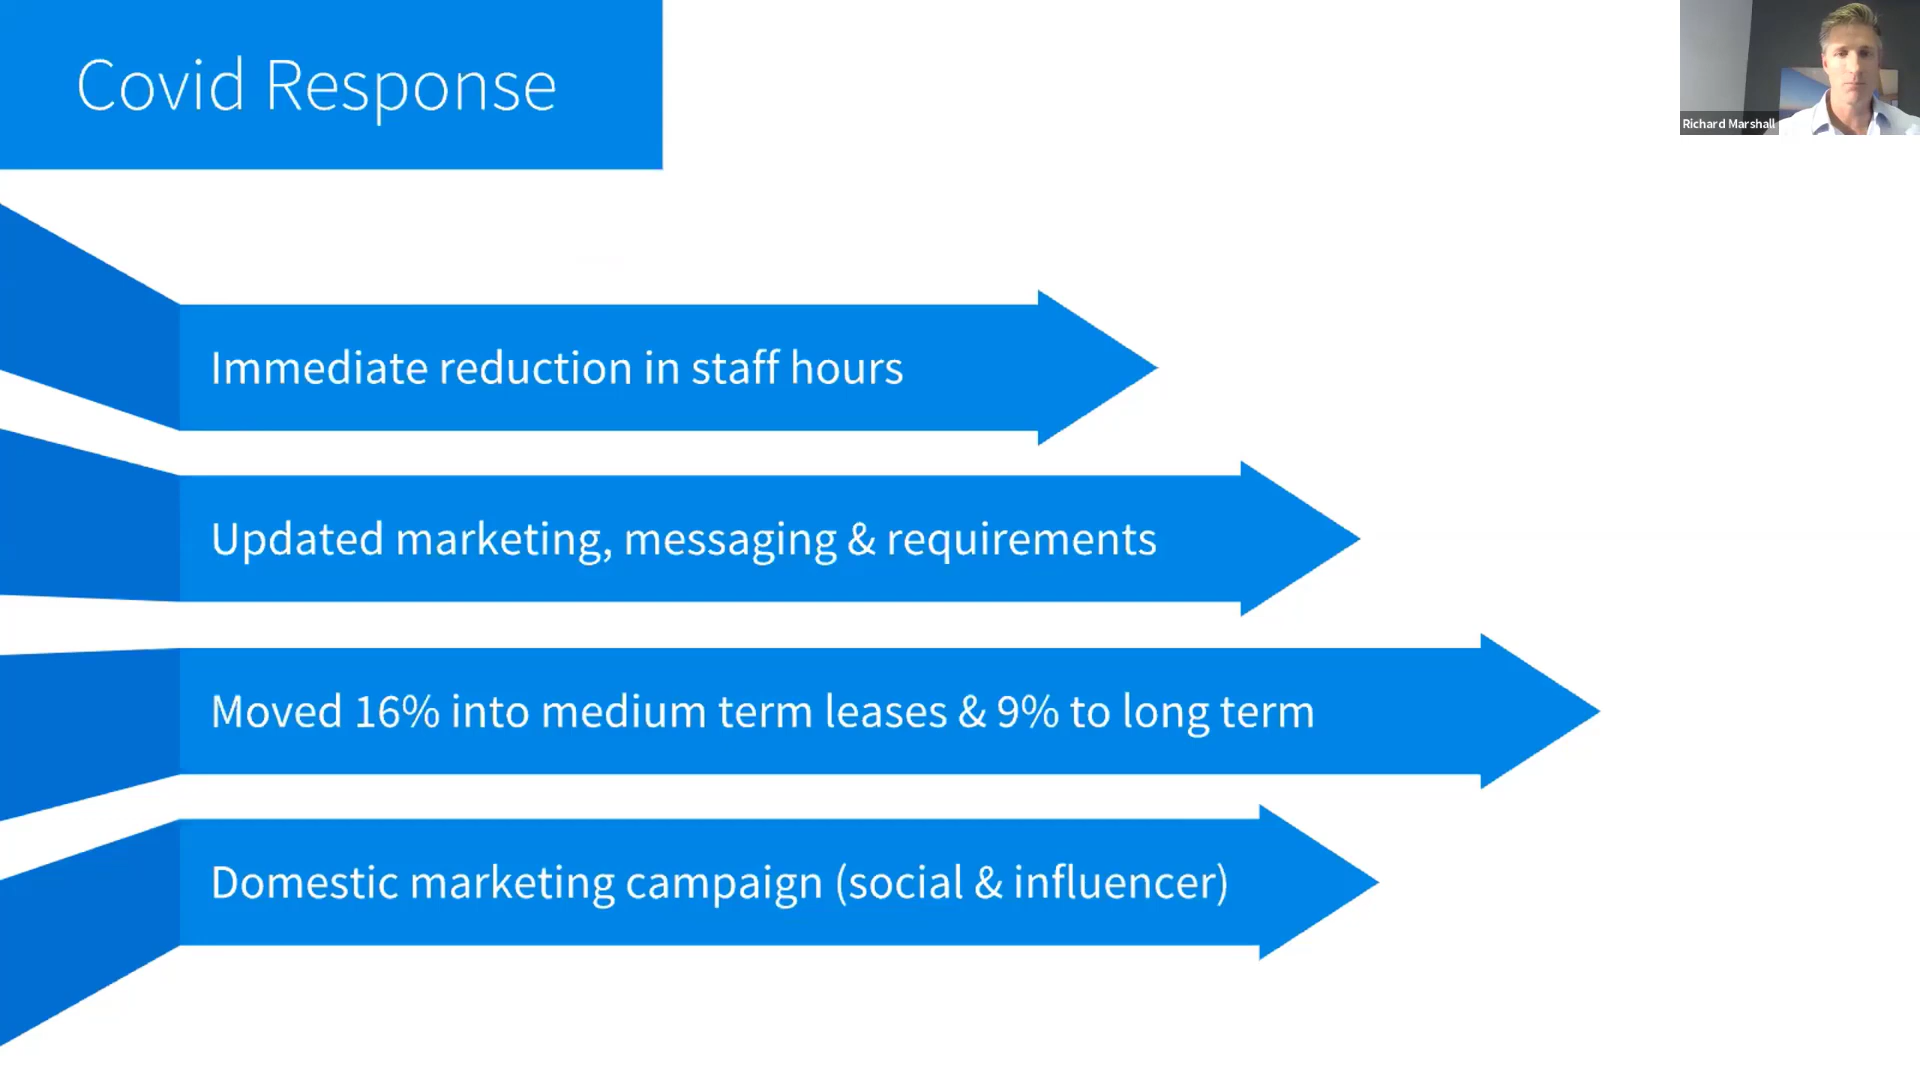 Covid Response
Richard Marshall
Immediate reduction in staff hours
Updated marketing, messaging & requirements
Moved 16% into medium term leases & 9% to long term
Domestic marketing campaign (social & influencer)